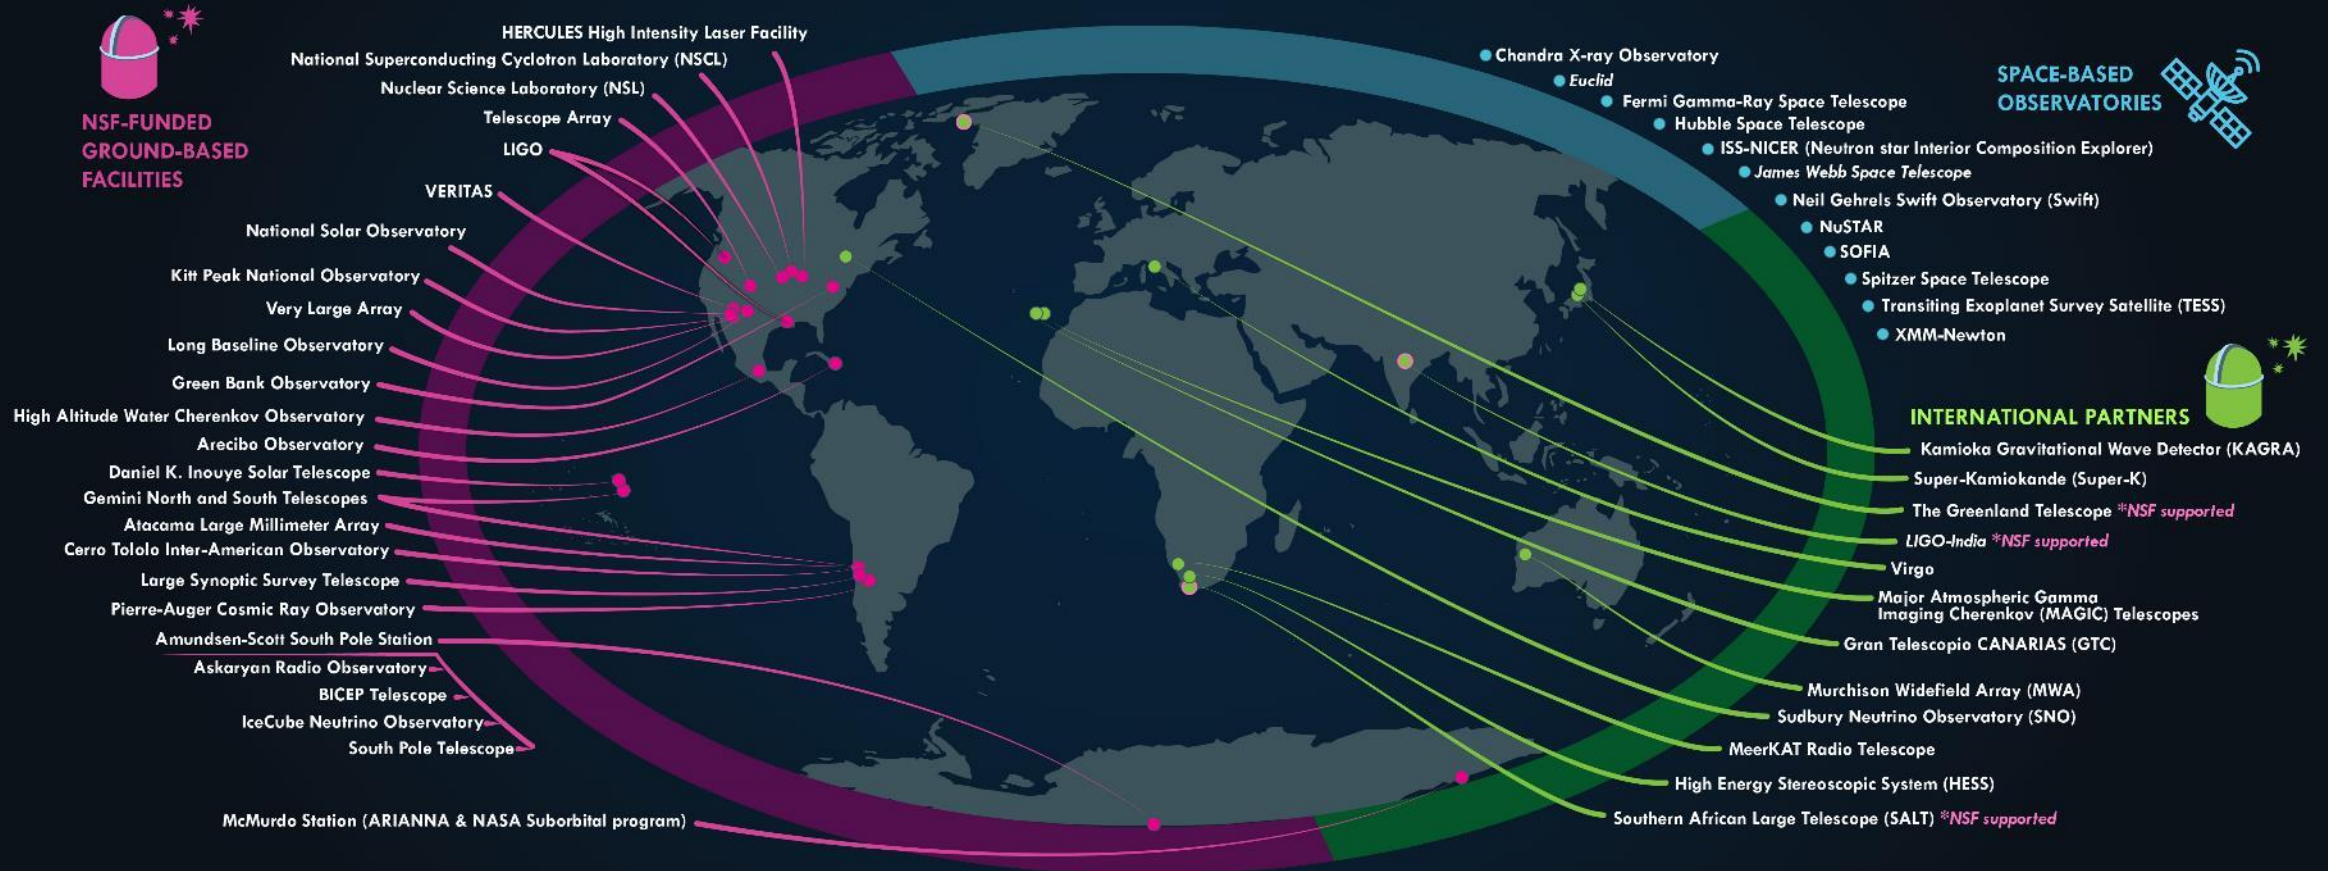 NSF-FUNDED
GROUND-BASED
FACILITIES
HERCULES High Intensity Laser Facility
National Superconducting Cyclotron Laboratory (NSCL)
Nuclear Science Laboratory (NSL)
Telescope Array
LIGO
VERITAS
National Solar Observatory
Kitt Peak National Observatory
Very Large Array
Long Baseline Observatory
Green Bank Observatory
High Altitude Water Cherenkov Observatory
Arecibo Observatory
Daniel K. Inouye Solar Telescope
Gemini North and South Telescopes
Atacama Large Millimeter Array
Cerro Tololo Inter-American Observatory
Large Synoptic Survey Telescope
Pierre-Auger Cosmic Ray Observatory
Amundsen-Scott South Pole Station
Askaryan Radio Observatory
BICEP Telescope
IceCube Neutrino Observatory
South Pole Telescope
McMurdo Station (ARIANNA & NASA Suborbital program)
SPACE-BASED
OBSERVATORIES
Chandra X-ray Observatory
Euclid
Fermi Gamma-Ray Space Telescope
Hubble Space Telescope
ISS-NICER (Neutron star Interior Composition Explorer)
James Webb Space Telescope
Neil Gehrels Swift Observatory (Swift)
NuSTAR
SOFIA
Spitzer Space Telescope
Transiting Exoplanet Survey Satellite (TESS)
XMM-Newton
INTERNATIONAL PARTNERS
Kamioka Gravitational Wave Detector (KAGRA)
Super-Kamiokande (Super-K)
The Greenland Telescope *NSF supported
LIGO-India *NSF supported
Virgo
Major Atmospheric Gamma
Imaging Cherenkov (MAGIC) Telescopes
Gran Telescopio CANARIAS (GTC)
Murchison Widefield Array (MWA)
Sudbury Neutrino Observatory (SNO)
MeerKAT Radio Telescope
High Energy Stereoscopic System (HESS)
Southern African Large Telescope (SALT) *NSF supported